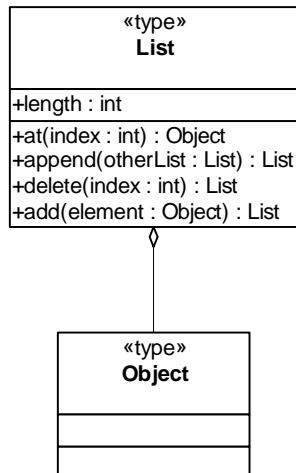 «type»
List
+length : int
+at(index : int) : Object
+append(otherList : List) : List
+delete(index : int) : List
+add(element : Object) : List
«type»
Object